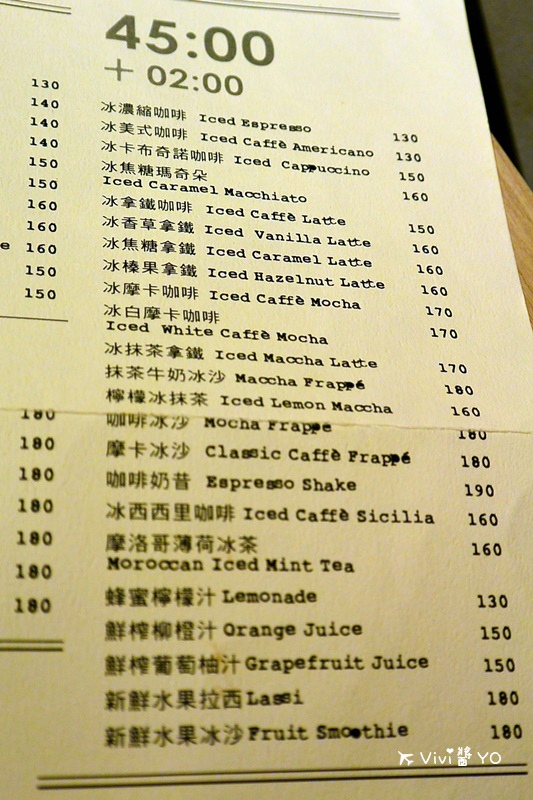 45:00
+ 02:00
130
140
140
140
150
150
160
160
e 160
150
150
冰濃縮咖啡 Iced Espresso 130
冰美式咖啡 Iced Caffè Americano 130
冰卡布奇諾咖啡 Iced Cappuccino 150
冰焦糖瑪奇朵
Iced Caramel Macchiato 160
冰拿鐵咖啡 Iced Caffè Latte 150
冰香草拿鐵 Iced Vanilla Latte 160
冰焦糖拿鐵 Iced Caramel Latte 160
冰榛果拿鐵 Iced Hazelnut Latte 160
冰摩卡咖啡 Iced Caffè Mocha 170
冰白摩卡咖啡
Iced White Caffè Mocha 170
冰抹茶拿鐵 Iced Maccha Latte 170
抹茶牛奶冰沙 Maccha Frappé 180
檸檬冰抹茶 Iced Lemon Maccha 160
180
180
180
180
180
180
180
咖啡冰沙 Mocha Frappe 180
摩卡冰沙 Classic Caffè Frappé 180
咖啡奶昔 Espresso Shake 190
冰西西里咖啡 Iced Caffè Sicilia 160
摩洛哥薄荷冰茶 160
Moroccan Iced Mint Tea
蜂蜜檸檬汁 Lemonade 130
鮮榨柳橙汁 Orange Juice 150
鮮榨葡萄柚汁 Grapefruit Juice 150
新鮮水果拉西 Lassi 180
新鮮水果冰沙 Fruit Smoothie 180
Vivi醬 YO